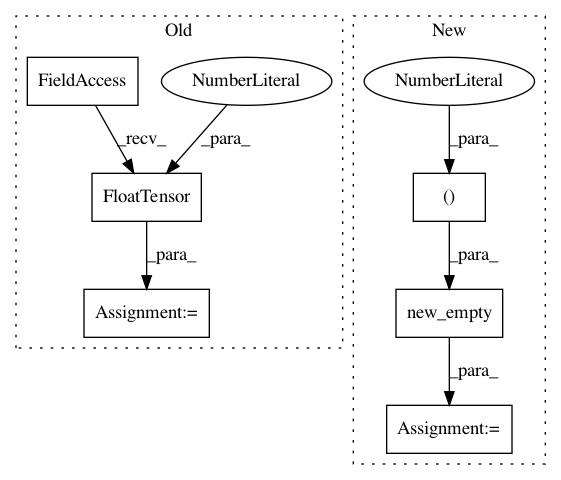 Old
New
FieldAccess
NumberLiteral
NumberLiteral
_recv_
_para_
_para_
FloatTensor
()
_para_
_para_
Assignment:=
new_empty
_para_
Assignment:=